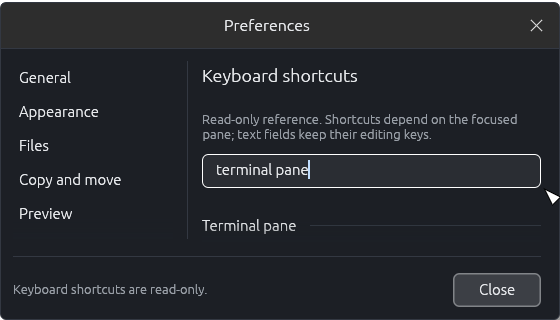 Preferences
General
Appearance
Files
Copy and move
Preview
Keyboard shortcuts
Read-only reference. Shortcuts depend on the focused
pane; text fields keep their editing keys.
terminal pane
Terminal pane
Keyboard shortcuts are read-only.
Close